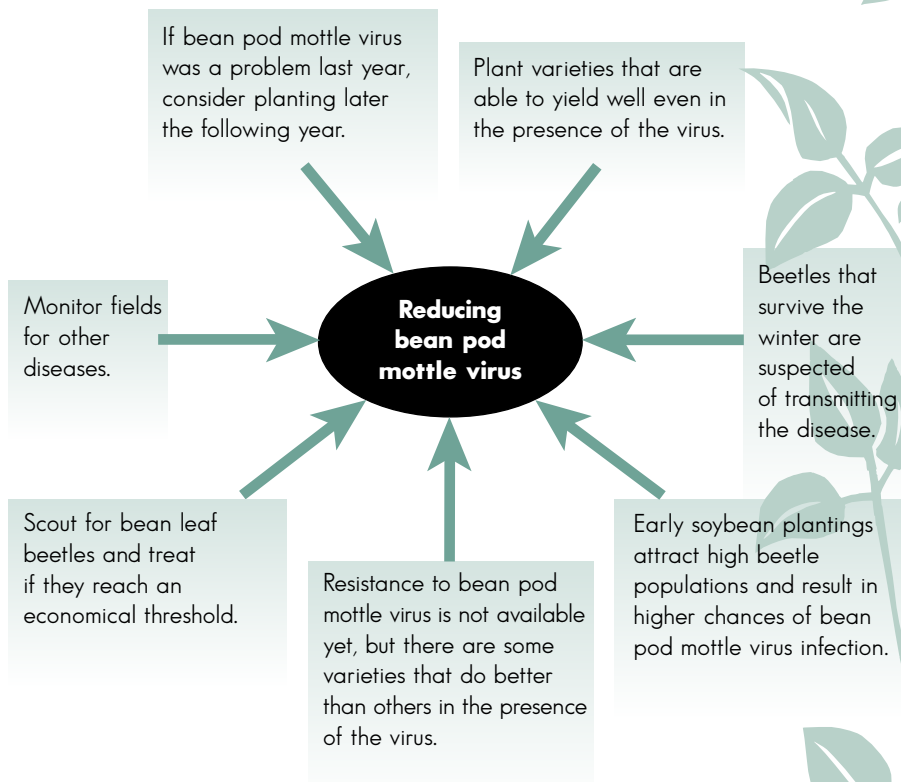 If bean pod mottle virus
was a problem last year,
consider planting later
the following year.
Plant varieties that are
able to yield well even in
the presence of the virus.
Monitor fields
for other
diseases.
Reducing
bean pod
mottle virus
Beetles that
survive the
winter are
suspected
of transmitting
the disease.
Scout for bean leaf
beetles and treat
if they reach an
economical threshold.
Resistance to bean pod
mottle virus is not available
yet, but there are some
varieties that do better
than others in the presence
of the virus.
Early soybean plantings
attract high beetle
populations and result in
higher chances of bean
pod mottle virus infection.